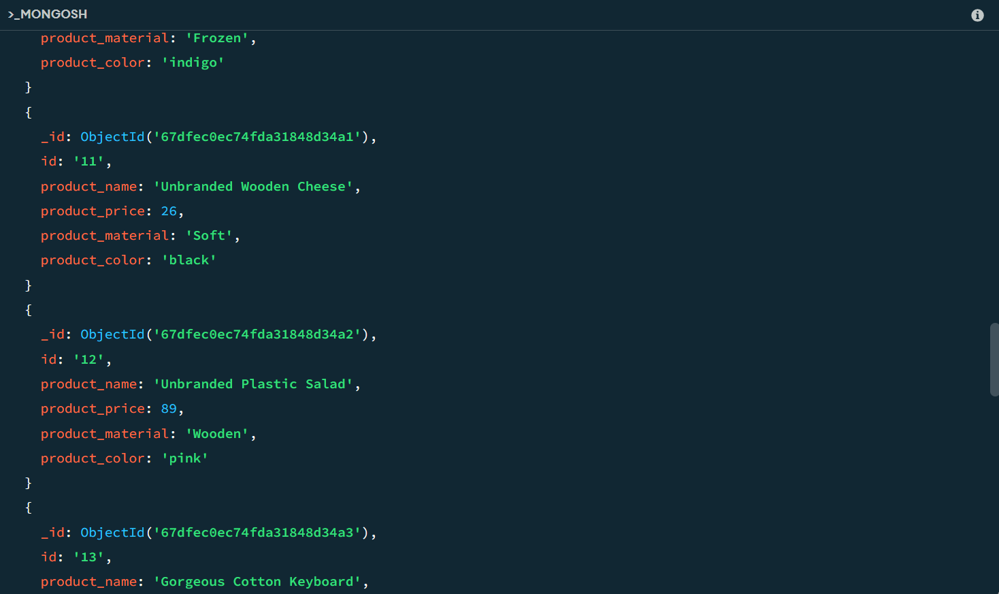 >_MONGOSH
product_material: 'Frozen',
product_color: 'indigo'
}
{
_id: ObjectId('67dfec0ec74fda31848d34a1'),
id: '11',
product_name: 'Unbranded Wooden Cheese',
product_price: 26,
product_material: 'Soft',
product_color: 'black'
}
{
_id: ObjectId('67dfec0ec74fda31848d34a2'),
id: '12',
product_name: 'Unbranded Plastic Salad',
product_price: 89,
product_material: 'Wooden',
product_color: 'pink'
}
{
_id: ObjectId('67dfec0ec74fda31848d34a3'),
id: '13',
product_name: 'Gorgeous Cotton Keyboard',